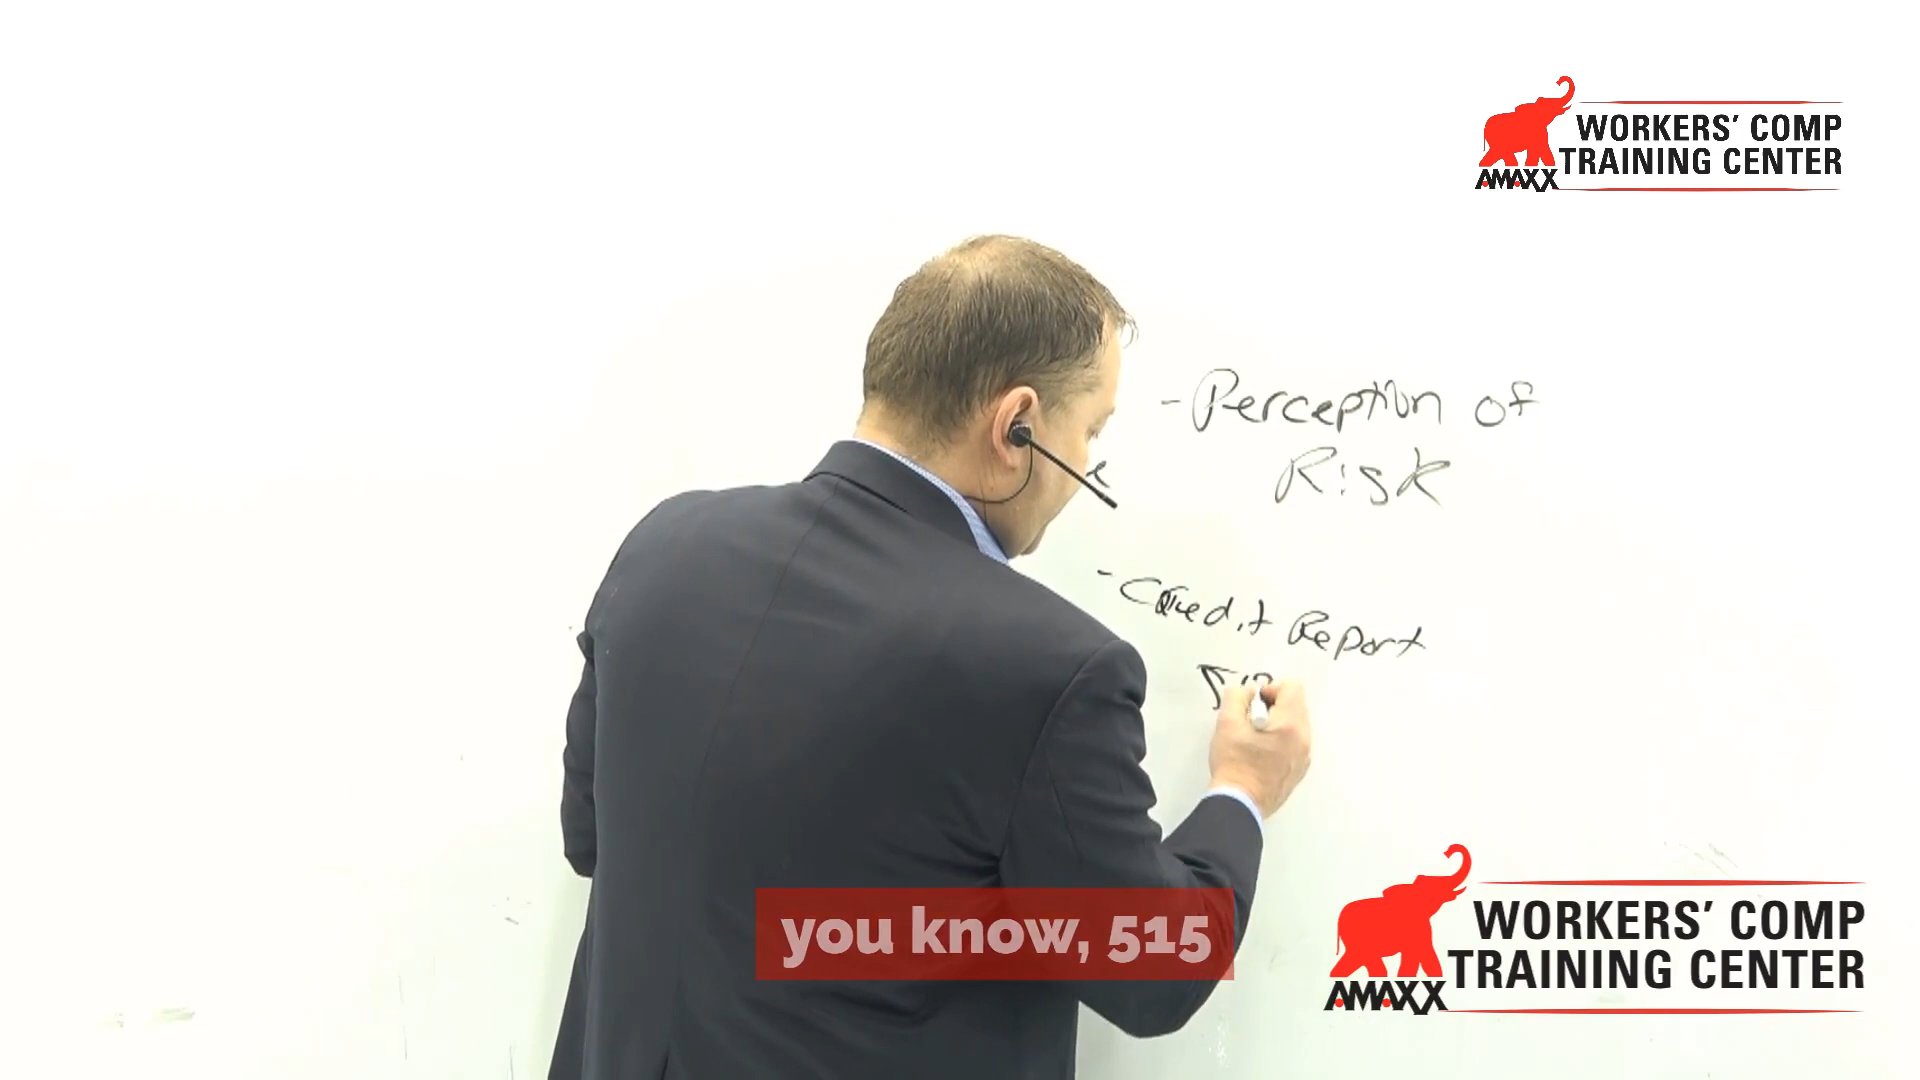 WORKERS' COMP
TRAINING CENTER
AMAXX
- Perception of
Risk
- Credit Report
you know, 515
WORKERS' COMP
TRAINING CENTER
AMAXX